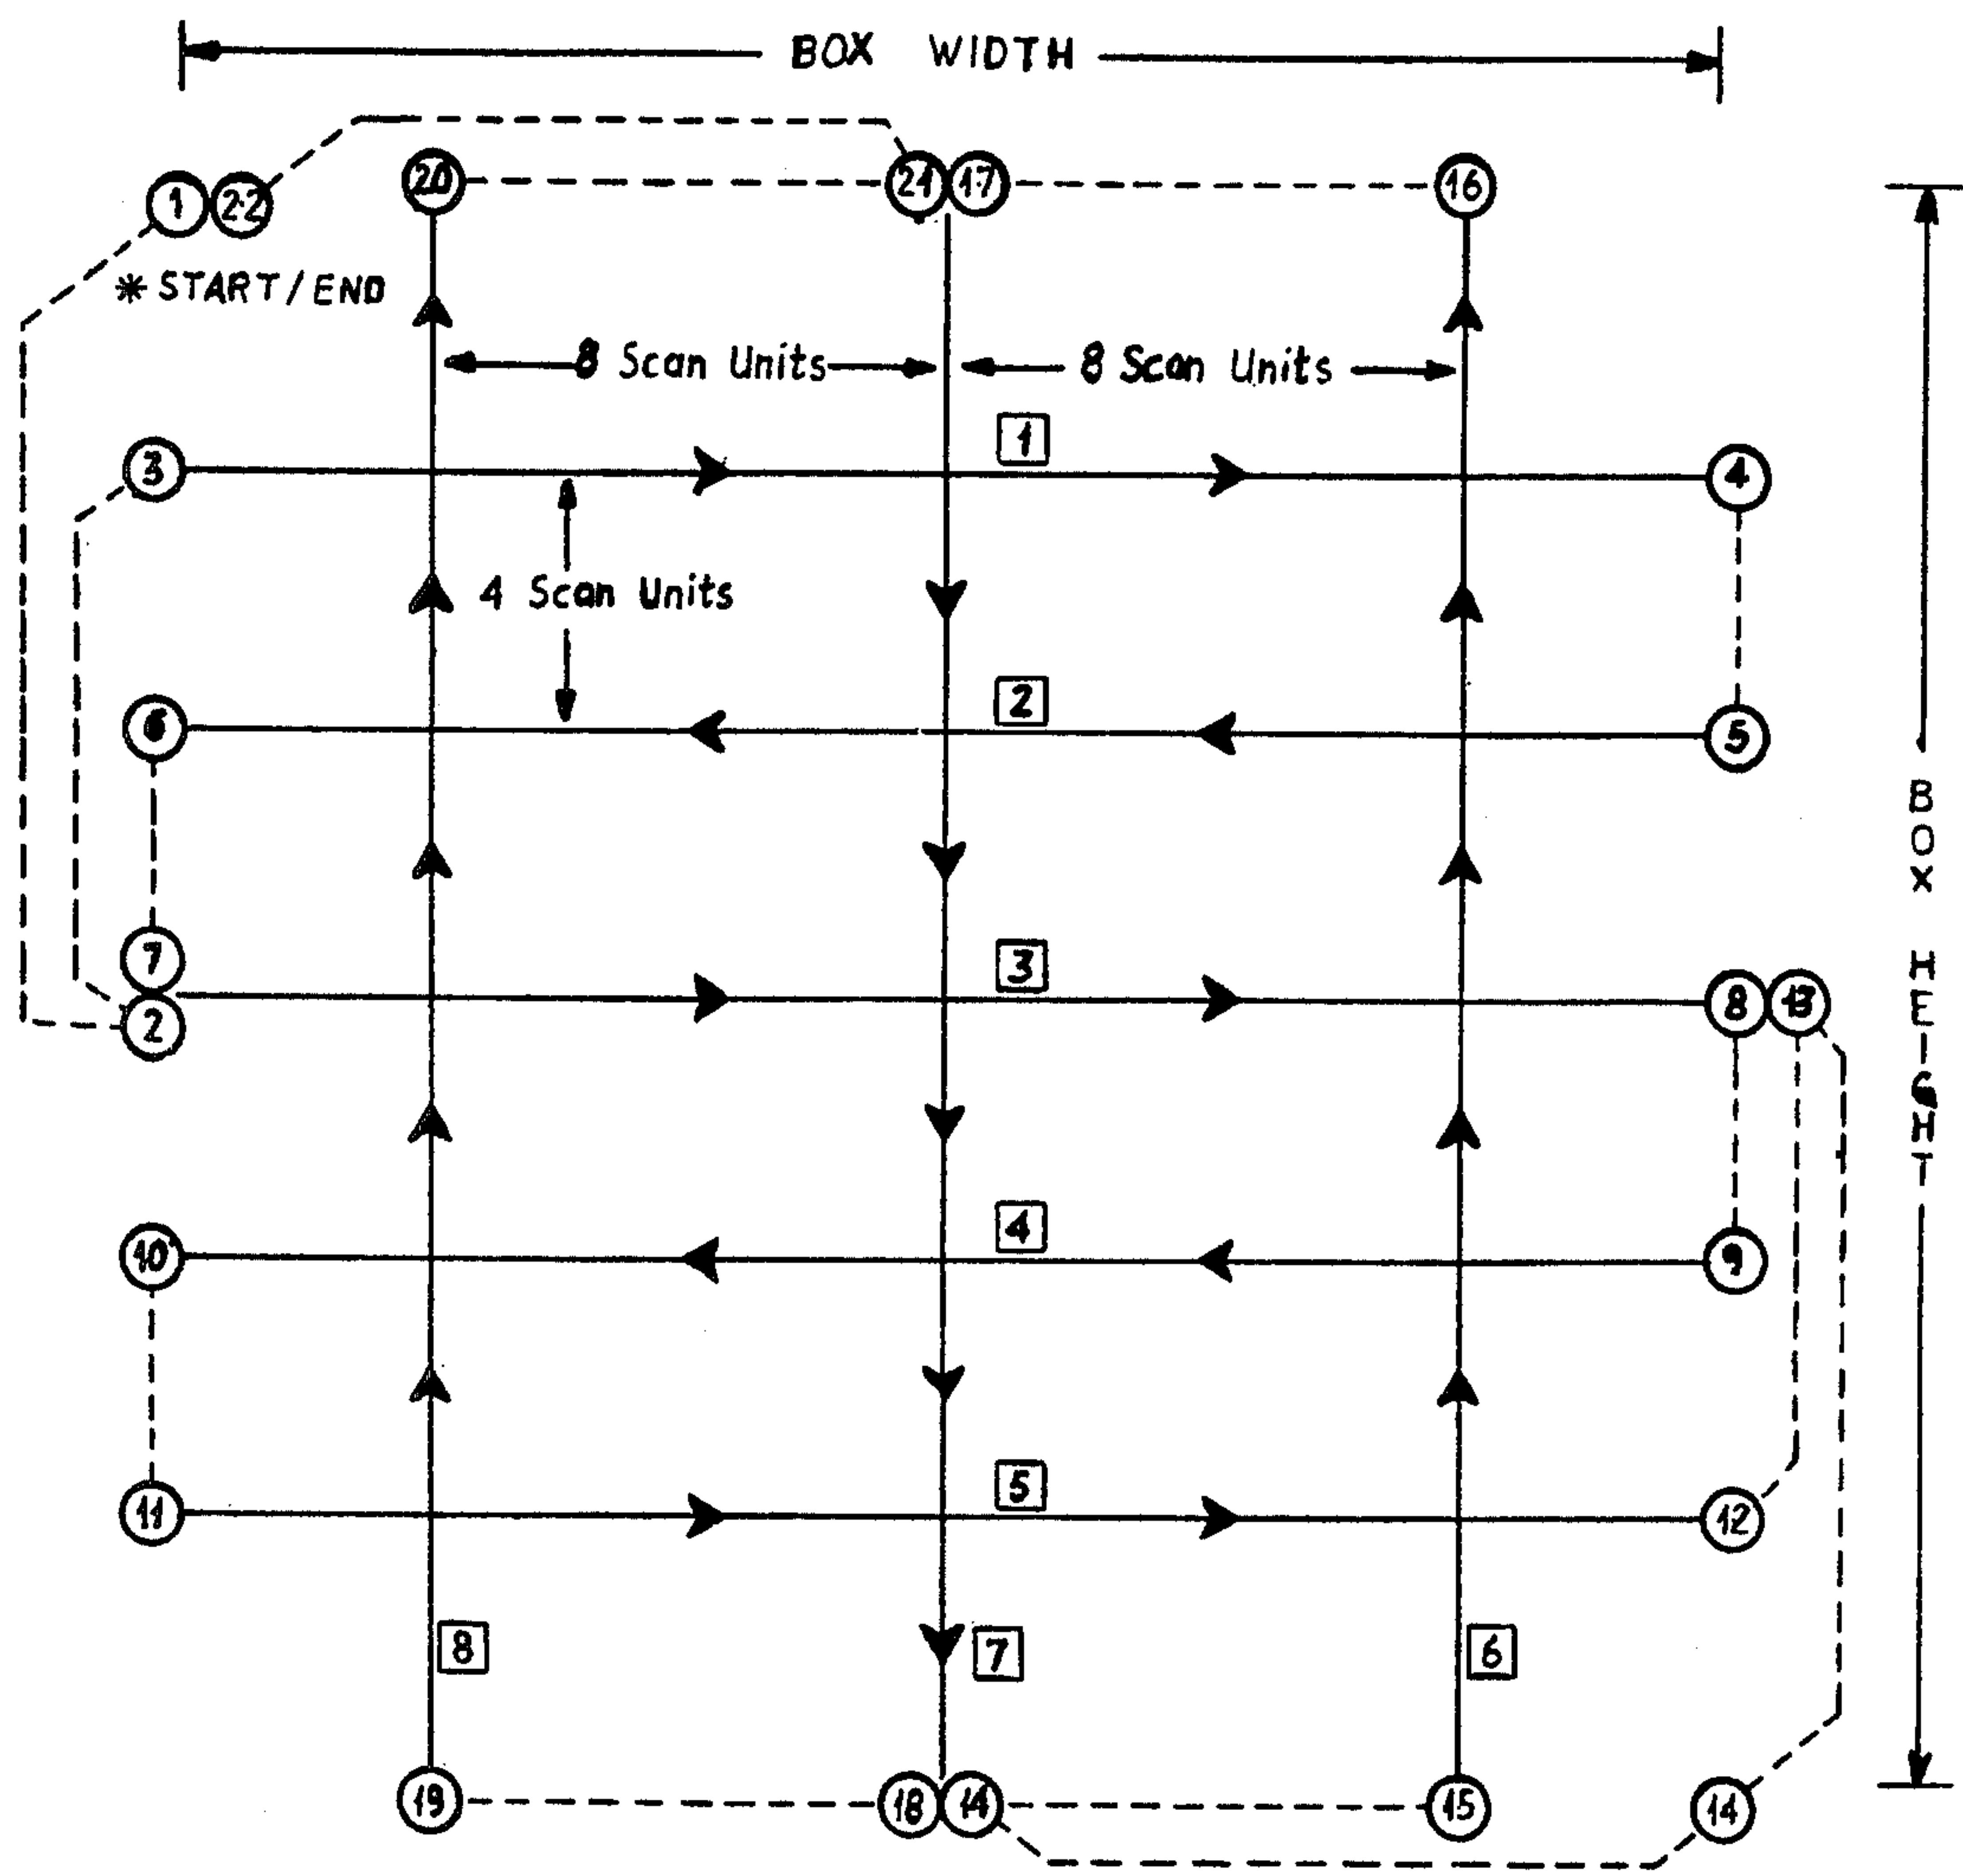 BOX WIDTH
20 21 17 16
1 22
* START/END
8 Scan Units 8 Scan Units
1
3 4
4 Scan Units
2
6 5
7 3
2 8 13
BOX HEIGHT
4
10 9
5
11 12
8 7 6
19 18 14 15 14